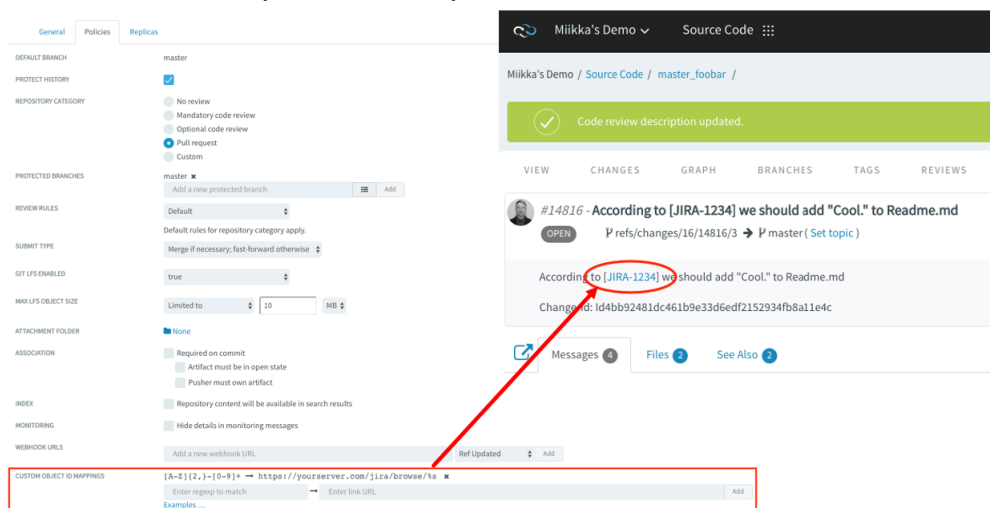 General Policies Replicas
DEFAULT BRANCH master
PROTECT HISTORY
REPOSITORY CATEGORY No review
Mandatory code review
Optional code review
Pull request
Custom
PROTECTED BRANCHES master ×
Add a new protected branch Add
REVIEW RULES Default
Default rules for repository category apply.
SUBMIT TYPE Merge if necessary; fast-forward otherwise
GIT LFS ENABLED true
MAX LFS OBJECT SIZE Limited to 10 MB
ATTACHMENT FOLDER None
ASSOCIATION Required on commit
Artifact must be in open state
Pusher must own artifact
INDEX Repository content will be available in search results
MONITORING Hide details in monitoring messages
WEBHOOK URLS Add a new webhook URL Ref Updated Add
CUSTOM OBJECT ID MAPPINGS [A-Z]{2,}-[0-9]+ → https://yourserver.com/jira/browse/%s ×
Enter regexp to match → Enter link URL Add
Examples ...
Miikka's Demo Source Code
Miikka's Demo / Source Code / master_foobar /
Code review description updated.
VIEW CHANGES GRAPH BRANCHES TAGS REVIEWS
#14816 - According to [JIRA-1234] we should add "Cool." to Readme.md
OPEN refs/changes/16/14816/3 → master ( Set topic )
According to [JIRA-1234] we should add "Cool." to Readme.md
Change-Id: Id4bb92481dc461b9e33d6edf2152934fb8a11e4c
Messages 4 Files 2 See Also 2